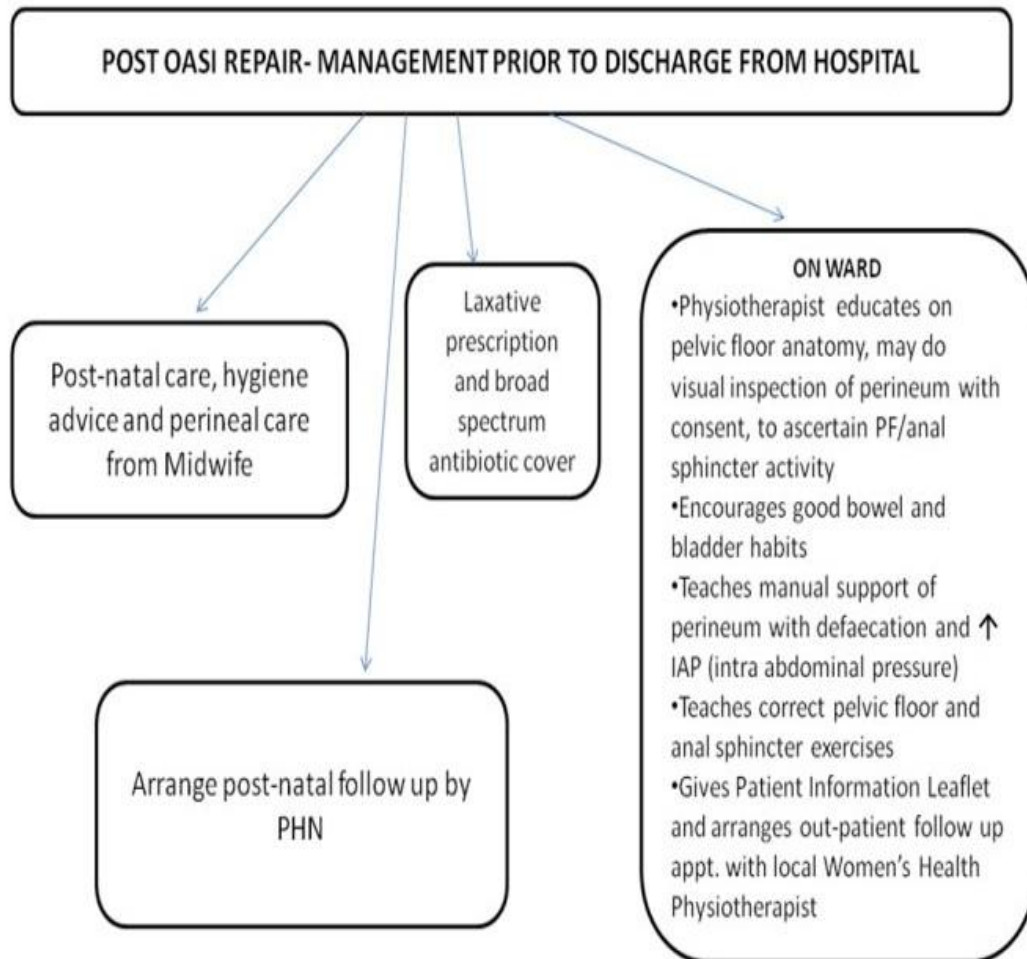 POST OASI REPAIR- MANAGEMENT PRIOR TO DISCHARGE FROM HOSPITAL
Post-natal care, hygiene
advice and perineal care
from Midwife
Laxative
prescription
and broad
spectrum
antibiotic cover
Arrange post-natal follow up by
PHN
ON WARD
•Physiotherapist educates on
pelvic floor anatomy, may do
visual inspection of perineum with
consent, to ascertain PF/anal
sphincter activity
•Encourages good bowel and
bladder habits
•Teaches manual support of
perineum with defaecation and ↑
IAP (intra abdominal pressure)
•Teaches correct pelvic floor and
anal sphincter exercises
•Gives Patient Information Leaflet
and arranges out-patient follow up
appt. with local Women's Health
Physiotherapist